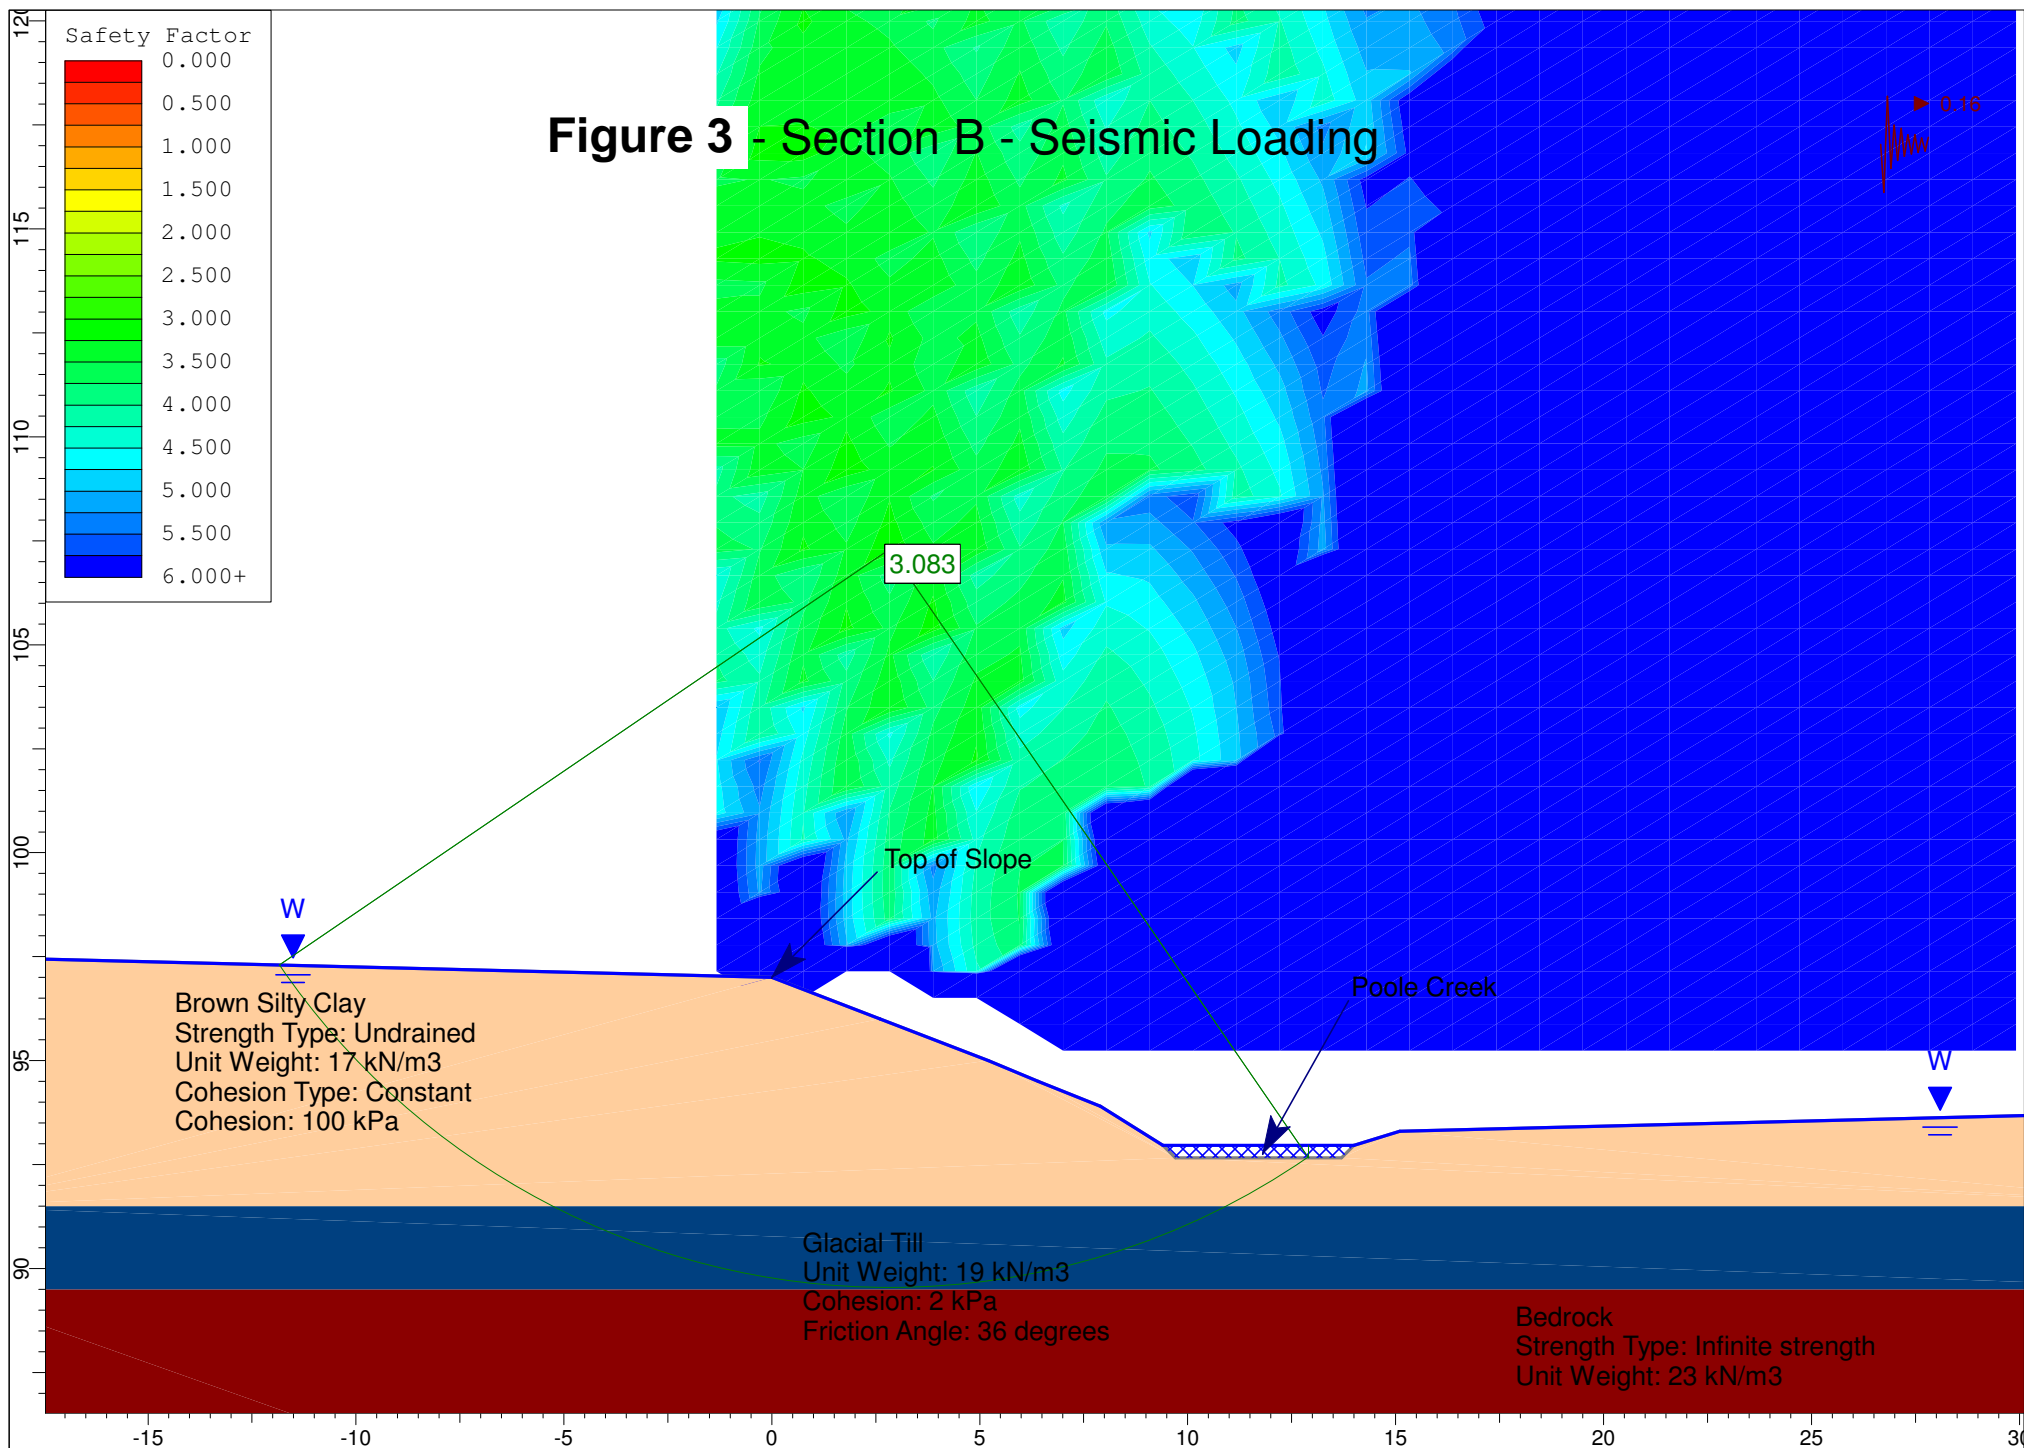 Safety Factor
0.000
0.500
1.000
1.500
2.000
2.500
3.000
3.500
4.000
4.500
5.000
5.500
6.000+
Figure 3 - Section B - Seismic Loading
0.16
3.083
Top of Slope
W
Poole Creek
W
Brown Silty Clay
Strength Type: Undrained
Unit Weight: 17 kN/m3
Cohesion Type: Constant
Cohesion: 100 kPa
Glacial Till
Unit Weight: 19 kN/m3
Cohesion: 2 kPa
Friction Angle: 36 degrees
Bedrock
Strength Type: Infinite strength
Unit Weight: 23 kN/m3
120
115
110
105
100
95
90
-15 -10 -5 0 5 10 15 20 25 30